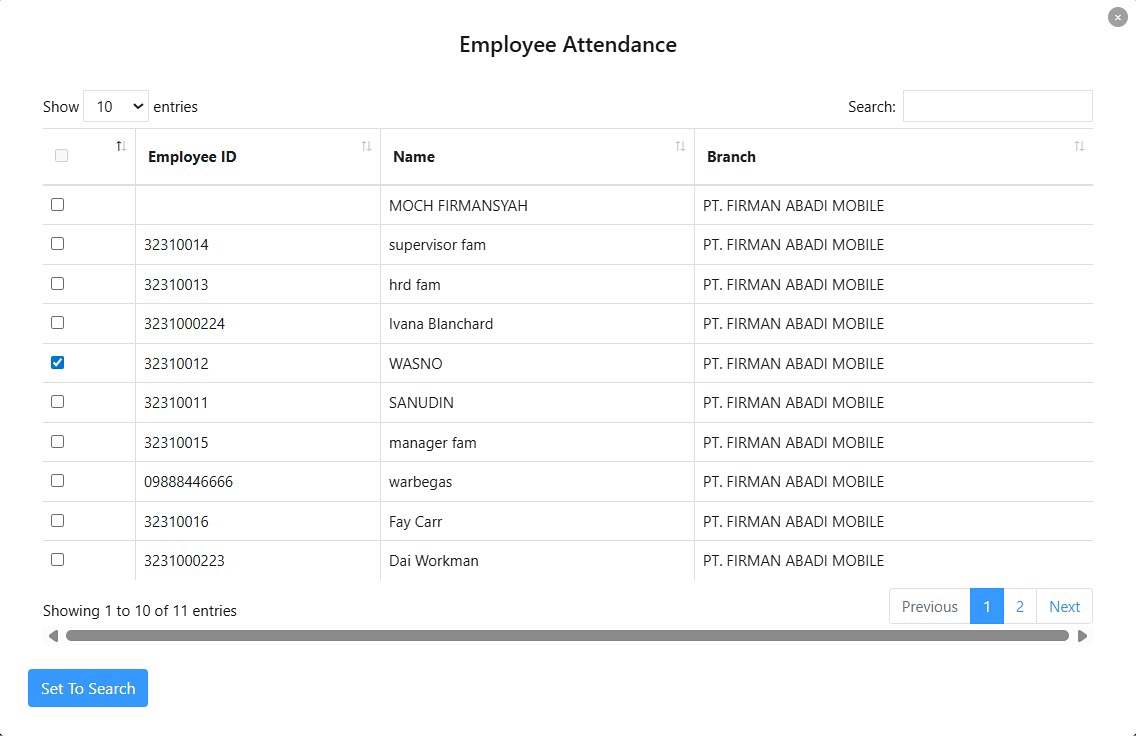 ×
Employee Attendance
Show 10 entries Search:
Employee ID Name Branch
MOCH FIRMANSYAH PT. FIRMAN ABADI MOBILE
32310014 supervisor fam PT. FIRMAN ABADI MOBILE
32310013 hrd fam PT. FIRMAN ABADI MOBILE
3231000224 Ivana Blanchard PT. FIRMAN ABADI MOBILE
32310012 WASNO PT. FIRMAN ABADI MOBILE
32310011 SANUDIN PT. FIRMAN ABADI MOBILE
32310015 manager fam PT. FIRMAN ABADI MOBILE
09888446666 warbegas PT. FIRMAN ABADI MOBILE
32310016 Fay Carr PT. FIRMAN ABADI MOBILE
3231000223 Dai Workman PT. FIRMAN ABADI MOBILE
Showing 1 to 10 of 11 entries Previous 1 2 Next
Set To Search